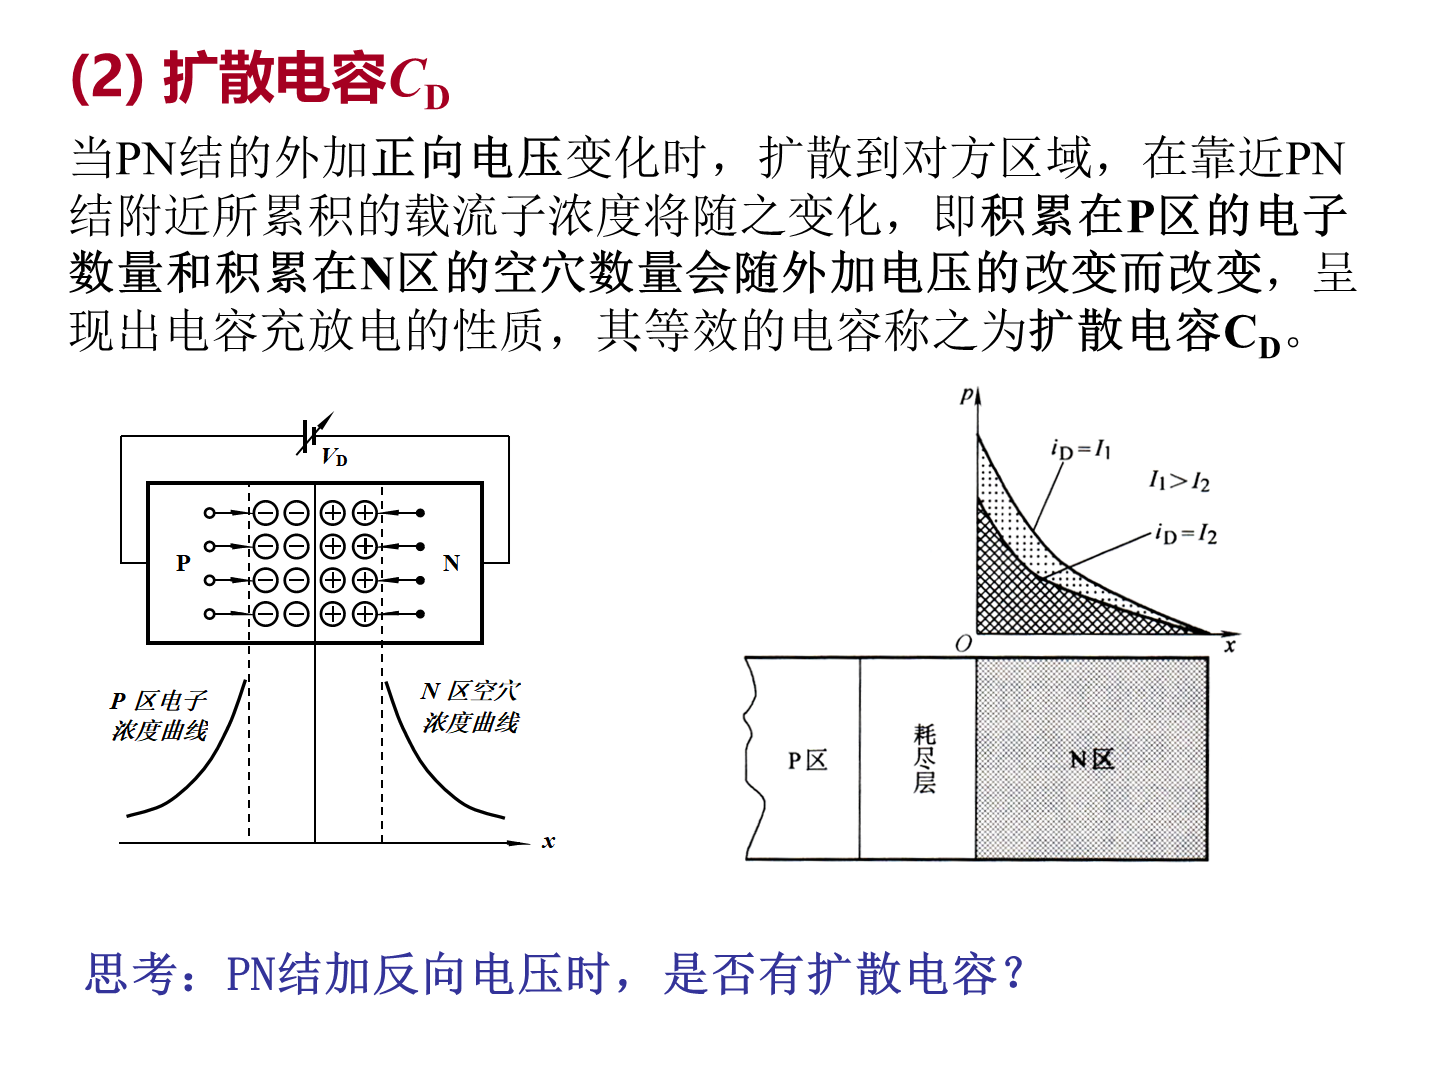 (2) 扩散电容CD
当PN结的外加正向电压变化时，扩散到对方区域，在靠近PN
结附近所累积的载流子浓度将随之变化，即积累在P区的电子
数量和积累在N区的空穴数量会随外加电压的改变而改变，呈
现出电容充放电的性质，其等效的电容称之为扩散电容CD。
VD
P
N
P 区电子
浓度曲线
N 区空穴
浓度曲线
x
p
iD=I1
I1>I2
iD=I2
O
x
P区
耗尽层
N区
思考：PN结加反向电压时，是否有扩散电容？